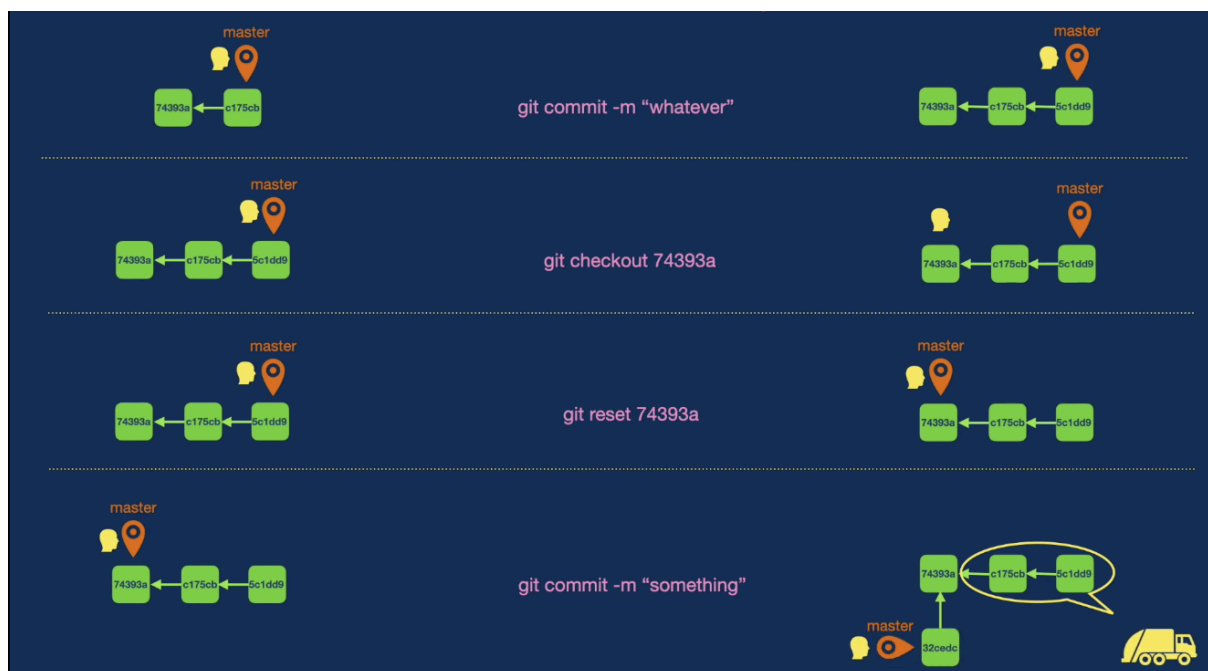 master
master
74393a
c175cb
git commit -m “whatever”
74393a
c175cb
5c1dd9
master
master
74393a
c175cb
5c1dd9
git checkout 74393a
74393a
c175cb
5c1dd9
master
master
74393a
c175cb
5c1dd9
git reset 74393a
74393a
c175cb
5c1dd9
master
74393a
c175cb
5c1dd9
git commit -m “something”
74393a
c175cb
5c1dd9
master
32cedc